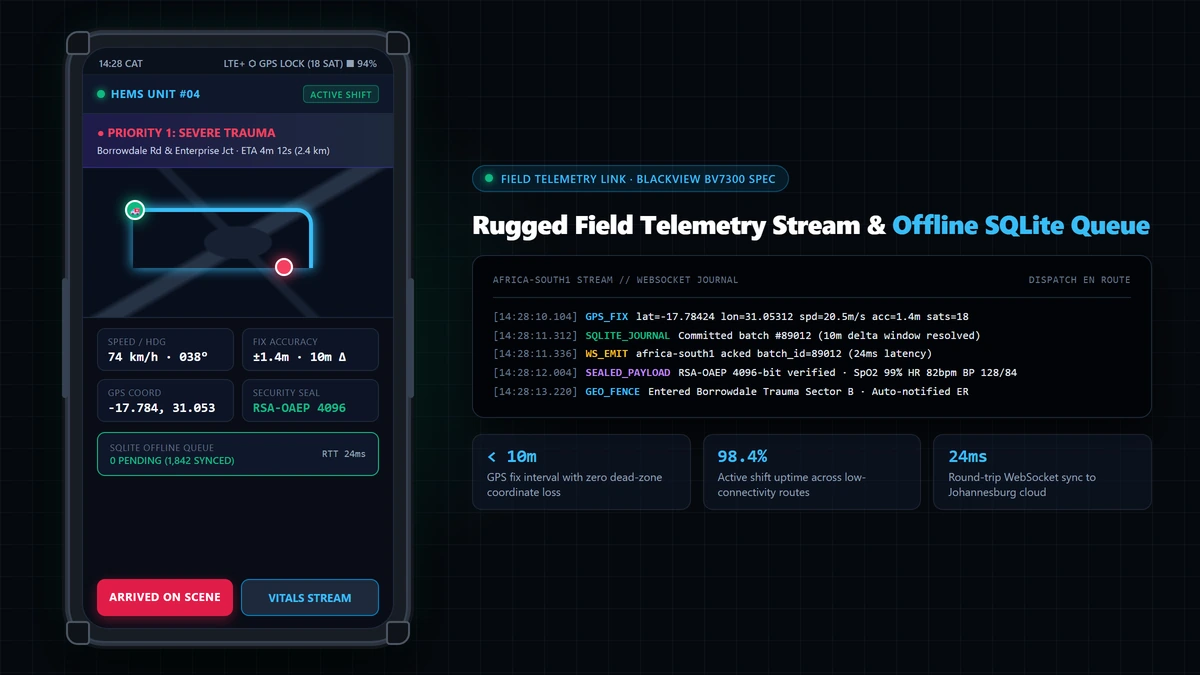 14:28 CAT
LTE+ ⬡ GPS LOCK (18 SAT) ■ 94%
HEMS UNIT #04
ACTIVE SHIFT
● PRIORITY 1: SEVERE TRAUMA
Borrowdale Rd & Enterprise Jct · ETA 4m 12s (2.4 km)
SPEED / HDG
74 km/h · 038°
FIX ACCURACY
±1.4m · 10m Δ
GPS COORD
-17.784, 31.053
SECURITY SEAL
RSA-OAEP 4096
SQLITE OFFLINE QUEUE
0 PENDING (1,842 SYNCED)
RTT 24ms
ARRIVED ON SCENE
VITALS STREAM
FIELD TELEMETRY LINK · BLACKVIEW BV7300 SPEC
Rugged Field Telemetry Stream & Offline SQLite Queue
AFRICA-SOUTH1 STREAM // WEBSOCKET JOURNAL
DISPATCH EN ROUTE
[14:28:10.104] GPS_FIX lat=-17.78424 lon=31.05312 spd=20.5m/s acc=1.4m sats=18
[14:28:11.312] SQLITE_JOURNAL Committed batch #89012 (10m delta window resolved)
[14:28:11.336] WS_EMIT africa-south1 acked batch_id=89012 (24ms latency)
[14:28:12.004] SEALED_PAYLOAD RSA-OAEP 4096-bit verified · SpO2 99% HR 82bpm BP 128/84
[14:28:13.220] GEO_FENCE Entered Borrowdale Trauma Sector B · Auto-notified ER
< 10m
GPS fix interval with zero dead-zone
coordinate loss
98.4%
Active shift uptime across low-
connectivity routes
24ms
Round-trip WebSocket sync to
Johannesburg cloud